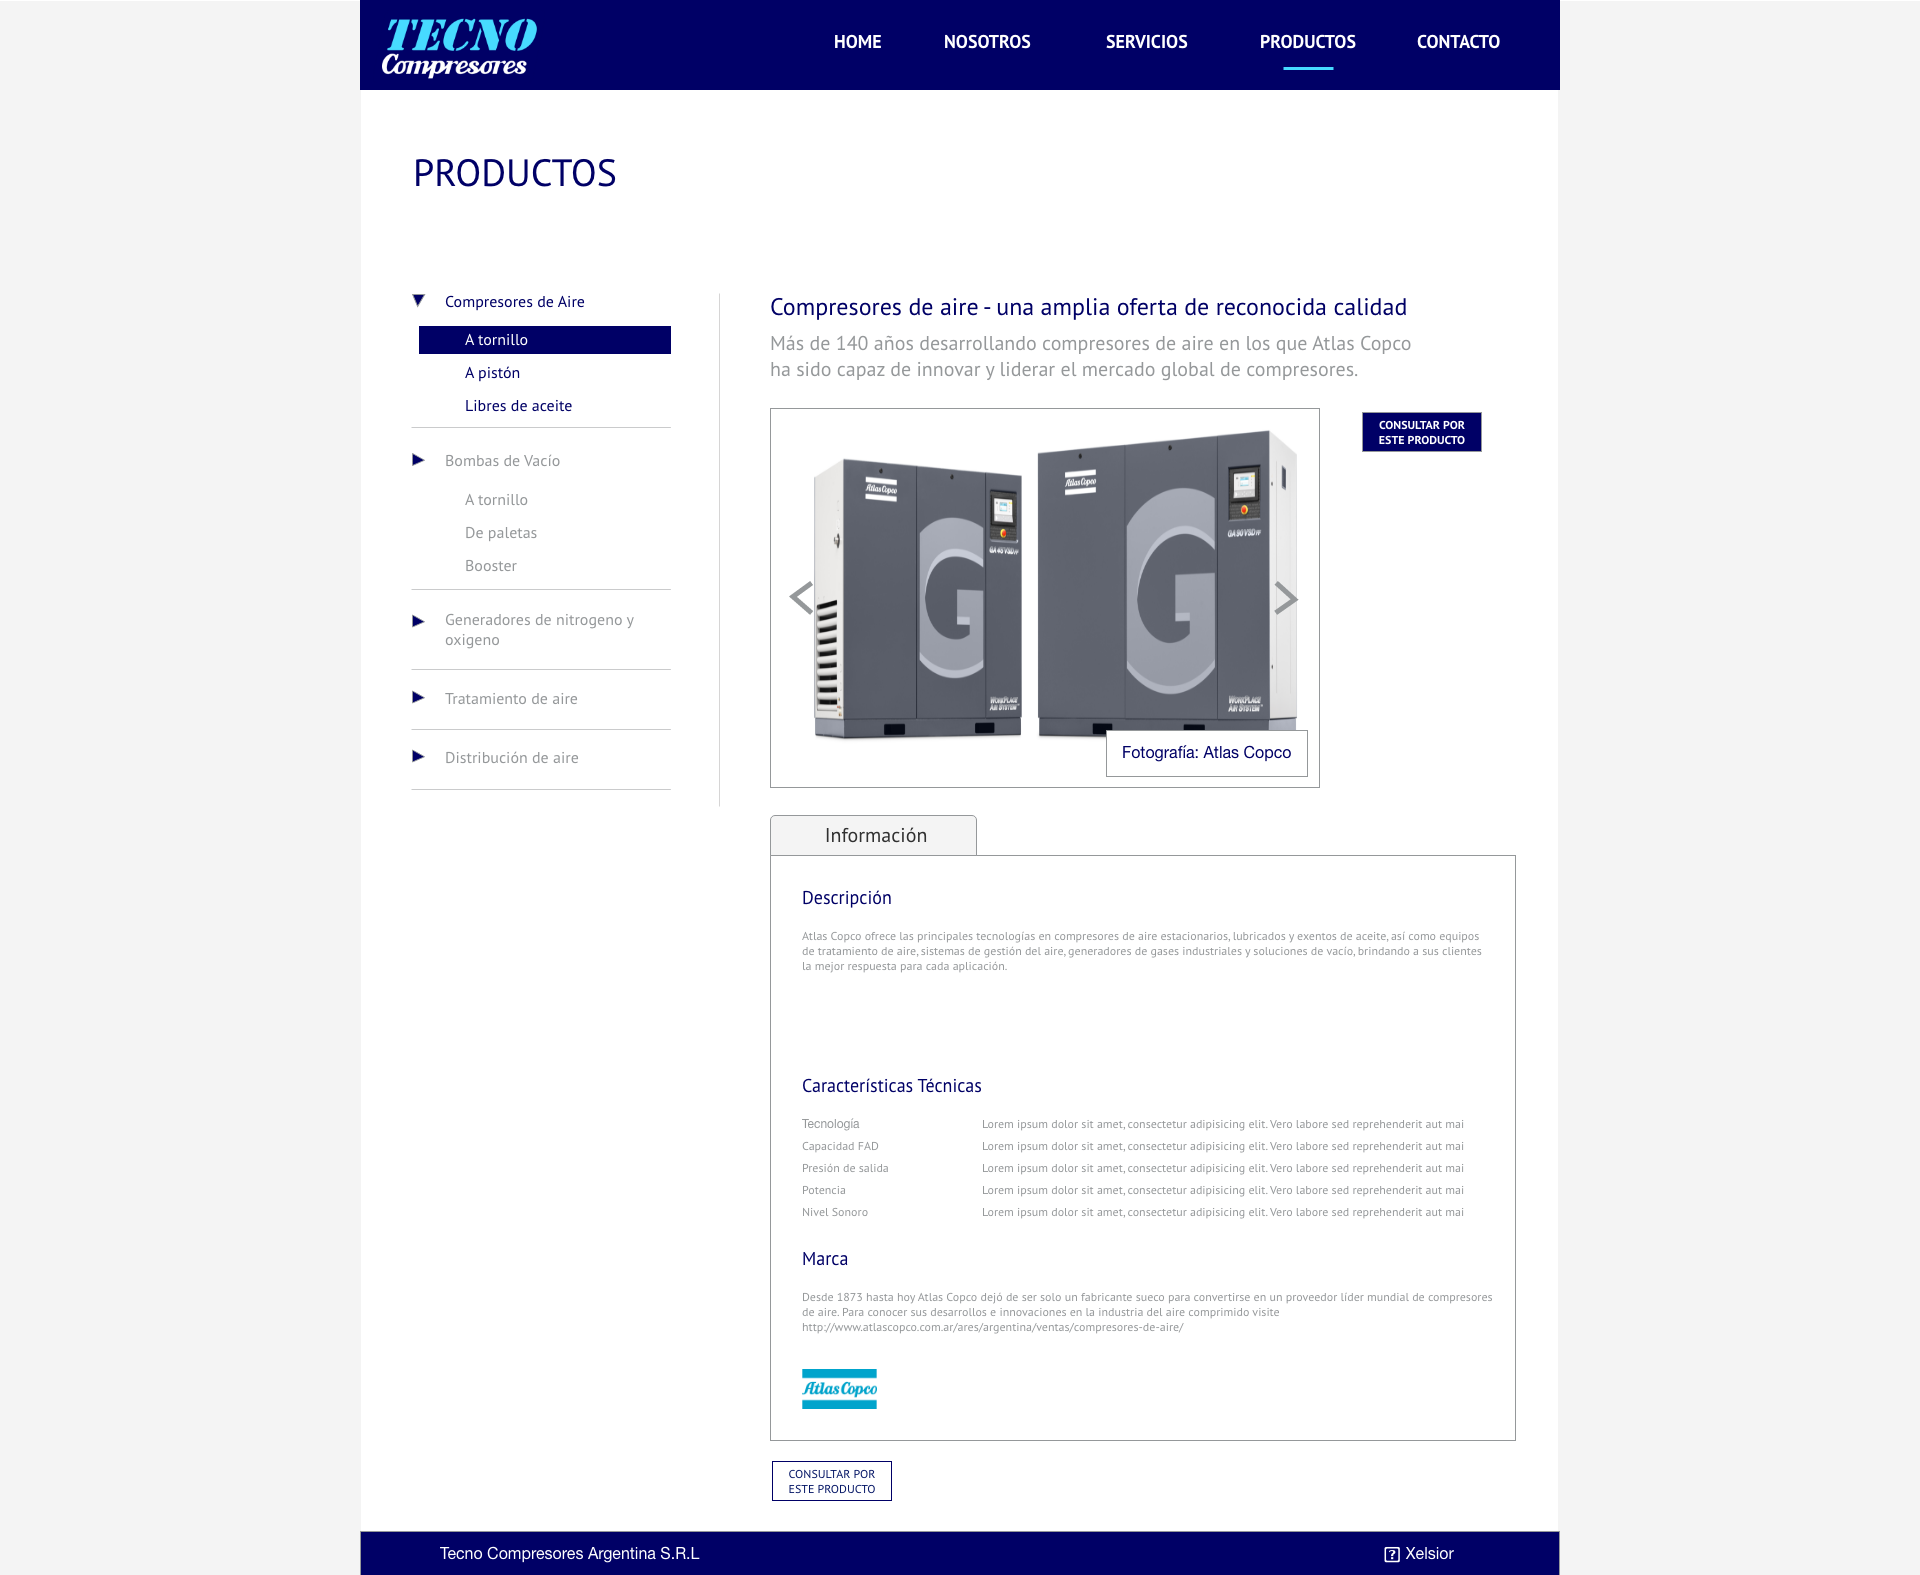 TECNO
Compresores
HOME
NOSOTROS
SERVICIOS
PRODUCTOS
CONTACTO
PRODUCTOS
Compresores de Aire
A tornillo
A pistón
Libres de aceite
Bombas de Vacío
A tornillo
De paletas
Booster
Generadores de nitrogeno y
oxigeno
Tratamiento de aire
Distribución de aire
Compresores de aire - una amplia oferta de reconocida calidad
Más de 140 años desarrollando compresores de aire en los que Atlas Copco
ha sido capaz de innovar y liderar el mercado global de compresores.
CONSULTAR POR
ESTE PRODUCTO
Atlas Copco
G
GA 45 VSD FF
WORKPLACE
AIR SYSTEM
Atlas Copco
G
GA 90 VSD FF
WORKPLACE
AIR SYSTEM
Fotografía: Atlas Copco
Información
Descripción
Atlas Copco ofrece las principales tecnologías en compresores de aire estacionarios, lubricados y exentos de aceite, así como equipos
de tratamiento de aire, sistemas de gestión del aire, generadores de gases industriales y soluciones de vacío, brindando a sus clientes
la mejor respuesta para cada aplicación.
Características Técnicas
Tecnología Lorem ipsum dolor sit amet, consectetur adipisicing elit. Vero labore sed reprehenderit aut mai
Capacidad FAD Lorem ipsum dolor sit amet, consectetur adipisicing elit. Vero labore sed reprehenderit aut mai
Presión de salida Lorem ipsum dolor sit amet, consectetur adipisicing elit. Vero labore sed reprehenderit aut mai
Potencia Lorem ipsum dolor sit amet, consectetur adipisicing elit. Vero labore sed reprehenderit aut mai
Nivel Sonoro Lorem ipsum dolor sit amet, consectetur adipisicing elit. Vero labore sed reprehenderit aut mai
Marca
Desde 1873 hasta hoy Atlas Copco dejó de ser solo un fabricante sueco para convertirse en un proveedor líder mundial de compresores
de aire. Para conocer sus desarrollos e innovaciones en la industria del aire comprimido visite
http://www.atlascopco.com.ar/ares/argentina/ventas/compresores-de-aire/
Atlas Copco
CONSULTAR POR
ESTE PRODUCTO
Tecno Compresores Argentina S.R.L
Xelsior